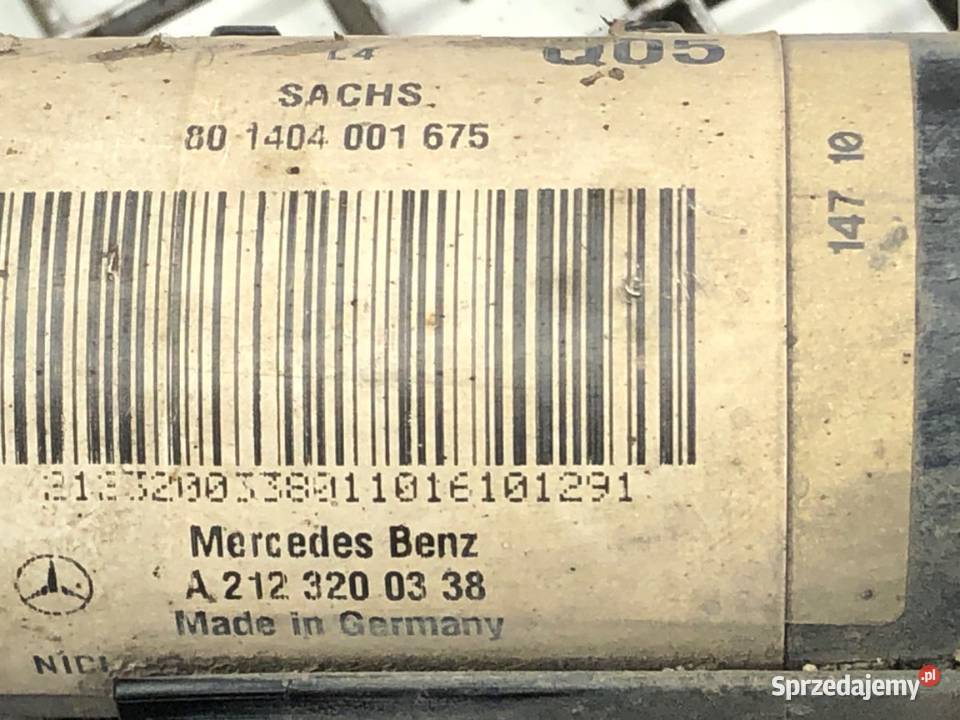 L4
Q05
SACHS
80 1404 001 675
147 10
2123200338011016101291
Mercedes Benz
A 212 320 03 38
Made in Germany
Sprzedajemy.pl